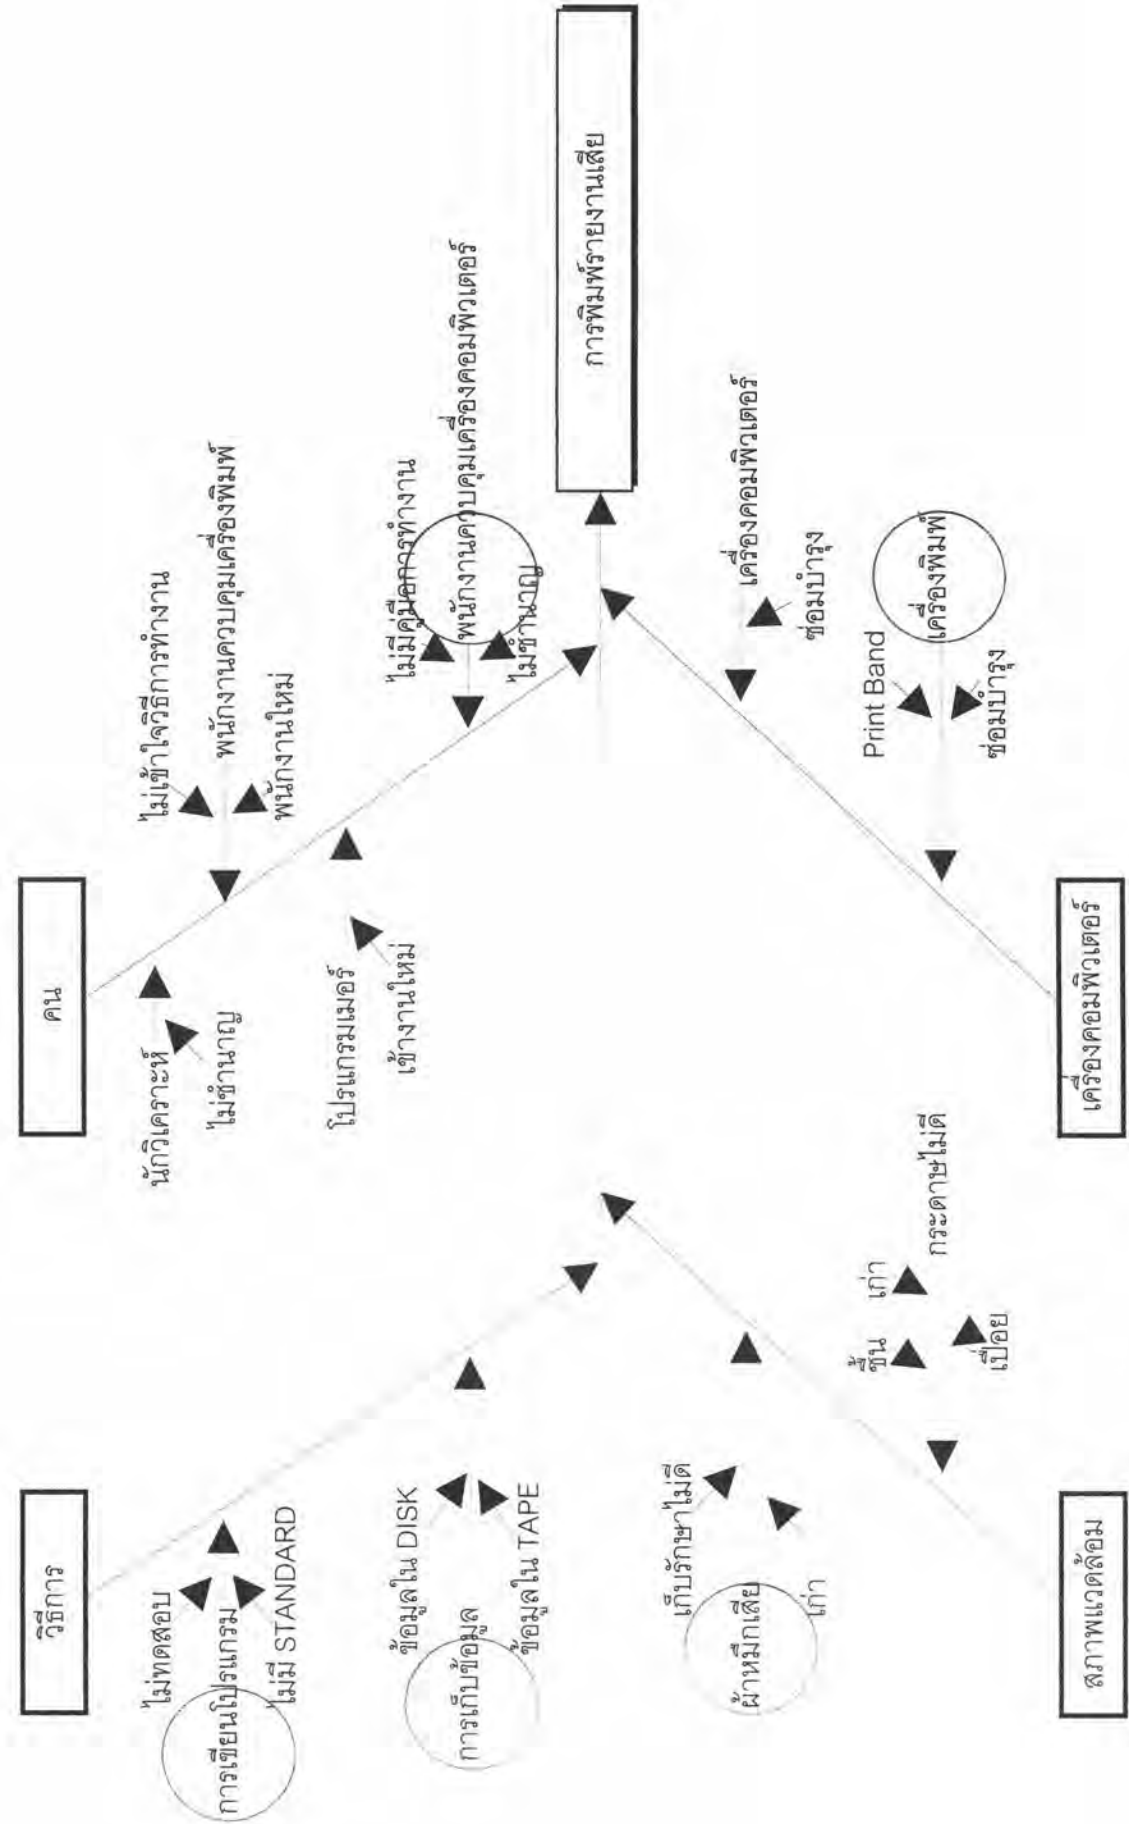 วิธีการ
คน
ไม่ทดสอบ
การเขียนโปรแกรม
ไม่มี STANDARD
นักวิเคราะห์
ไม่ชำนาญ
ไม่เข้าใจวิธีการทำงาน
พนักงานควบคุมเครื่องพิมพ์
พนักงานใหม่
ข้อมูลใน DISK
การเก็บข้อมูล
ข้อมูลใน TAPE
โปรแกรมเมอร์
เข้างานใหม่
ไม่มีคู่มือการทำงาน
พนักงานควบคุมเครื่องคอมพิวเตอร์
ไม่ชำนาญ
การพิมพ์รายงานเสีย
เก็บรักษาไม่ดี
ผ้าหมึกเสีย
เก่า
เครื่องคอมพิวเตอร์
ซ่อมบำรุง
ชื้น
เก่า
กระดาษไม่ดี
เปื่อย
Print Band
เครื่องพิมพ์
ซ่อมบำรุง
สภาพแวดล้อม
เครื่องคอมพิวเตอร์